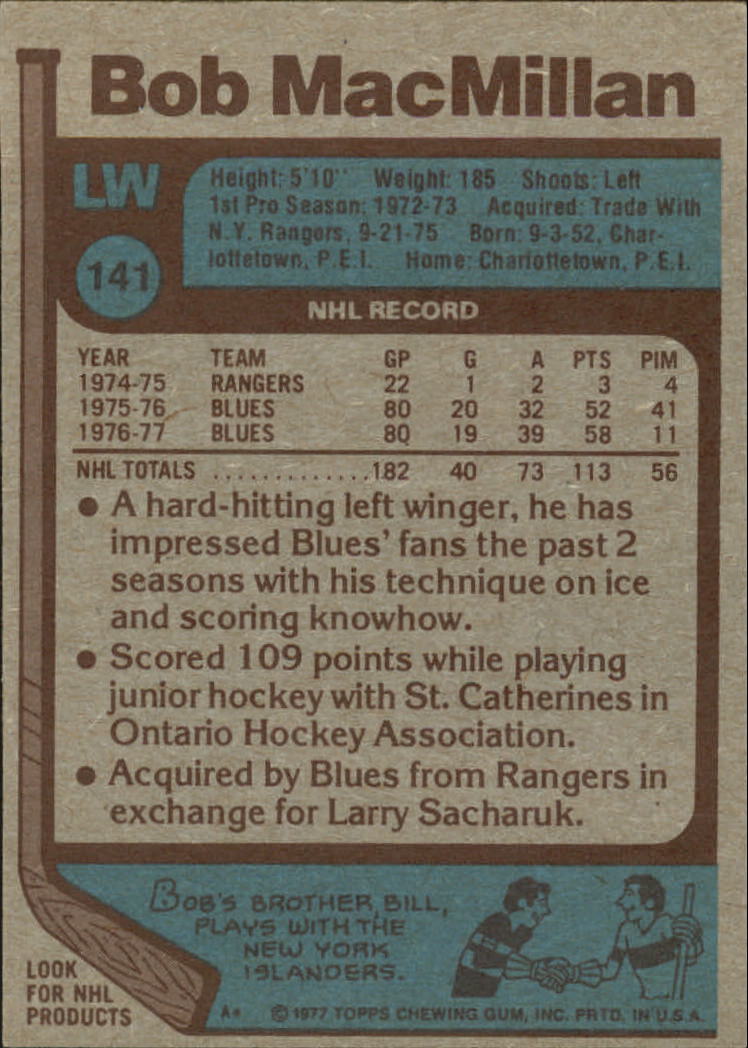 Bob MacMillan
LW
Height: 5'10" Weight: 185 Shoots: Left
1st Pro Season: 1972-73 Acquired: Trade With
N.Y. Rangers, 9-21-75 Born: 9-3-52, Char-
lottetown, P.E.I. Home: Charlottetown, P.E.I.
141
NHL RECORD
YEAR TEAM GP G A PTS PIM
1974-75 RANGERS 22 1 2 3 4
1975-76 BLUES 80 20 32 52 41
1976-77 BLUES 80 19 39 58 11
NHL TOTALS .............182 40 73 113 56
● A hard-hitting left winger, he has
impressed Blues' fans the past 2
seasons with his technique on ice
and scoring knowhow.
● Scored 109 points while playing
junior hockey with St. Catherines in
Ontario Hockey Association.
● Acquired by Blues from Rangers in
exchange for Larry Sacharuk.
BOB'S BROTHER, BILL,
PLAYS WITH THE
NEW YORK
ISLANDERS.
LOOK
FOR NHL
PRODUCTS
A* © 1977 TOPPS CHEWING GUM, INC. PRTD. IN U.S.A.